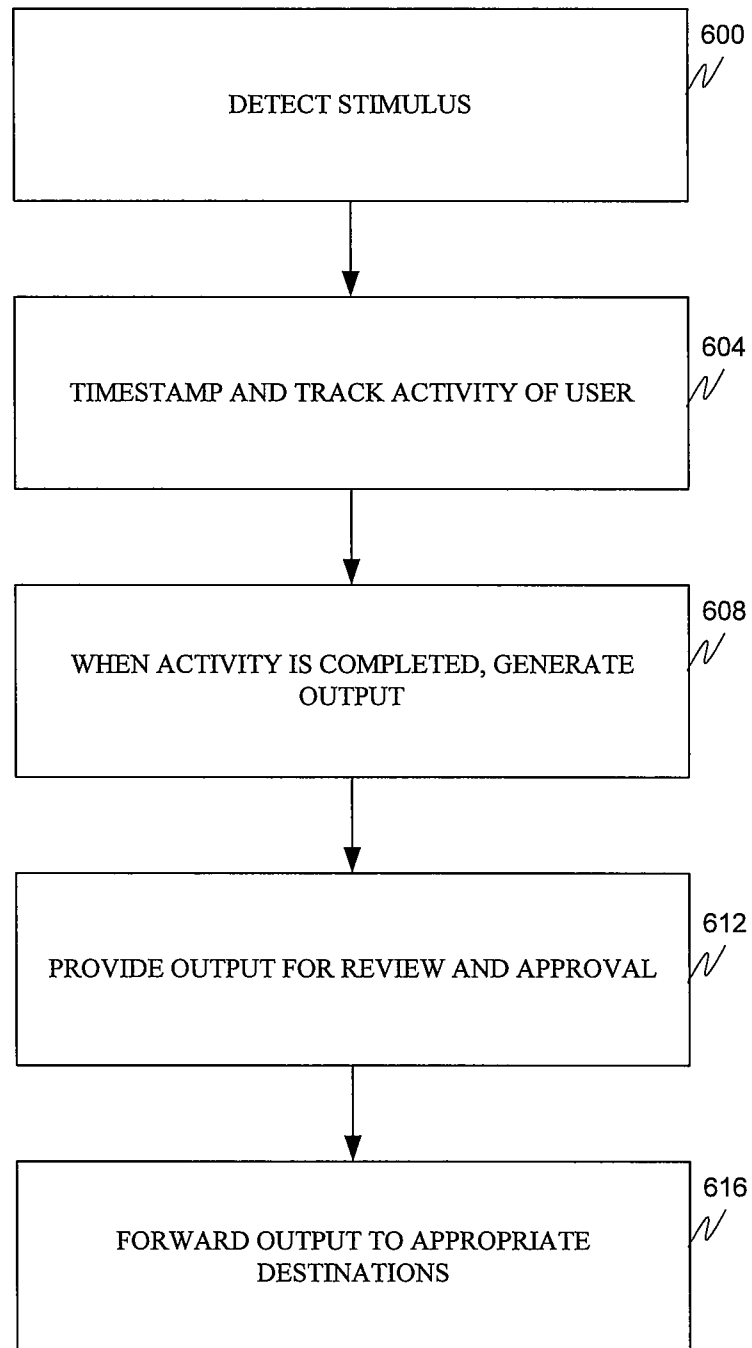 600
DETECT STIMULUS
604
TIMESTAMP AND TRACK ACTIVITY OF USER
608
WHEN ACTIVITY IS COMPLETED, GENERATE
OUTPUT
612
PROVIDE OUTPUT FOR REVIEW AND APPROVAL
616
FORWARD OUTPUT TO APPROPRIATE
DESTINATIONS